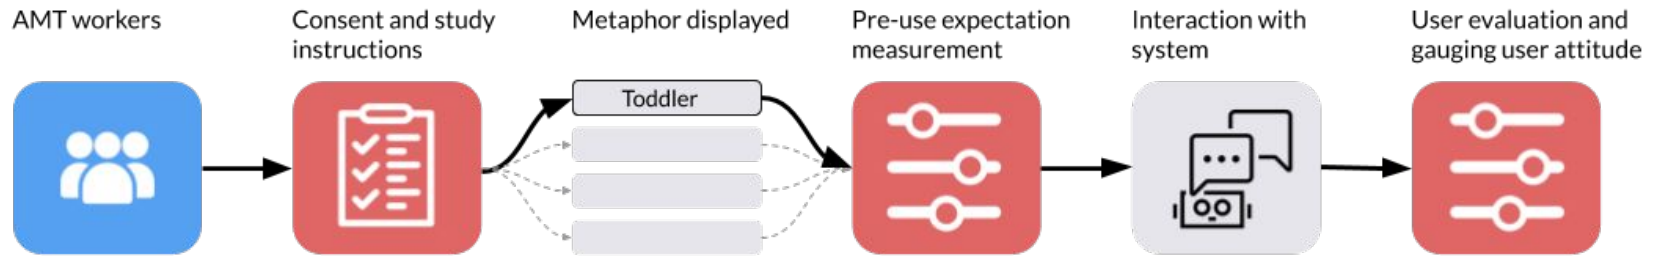 AMT workers
Consent and study
instructions
Metaphor displayed
Toddler
Pre-use expectation
measurement
Interaction with
system
User evaluation and
gauging user attitude